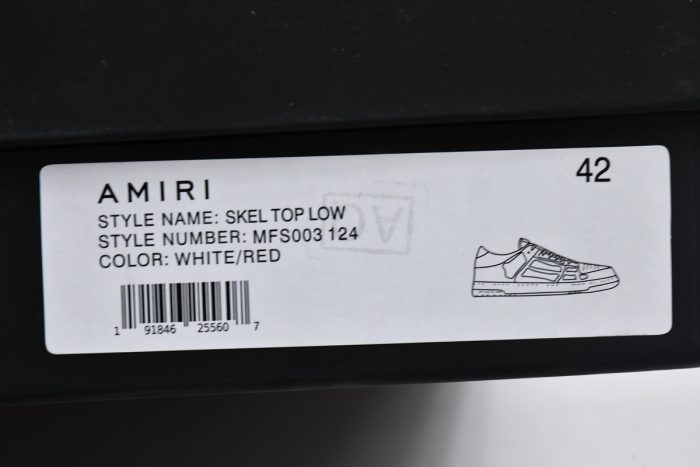 42
AMIRI
STYLE NAME: SKEL TOP LOW
STYLE NUMBER: MFS003 124
COLOR: WHITE/RED
1 91846 25560 7